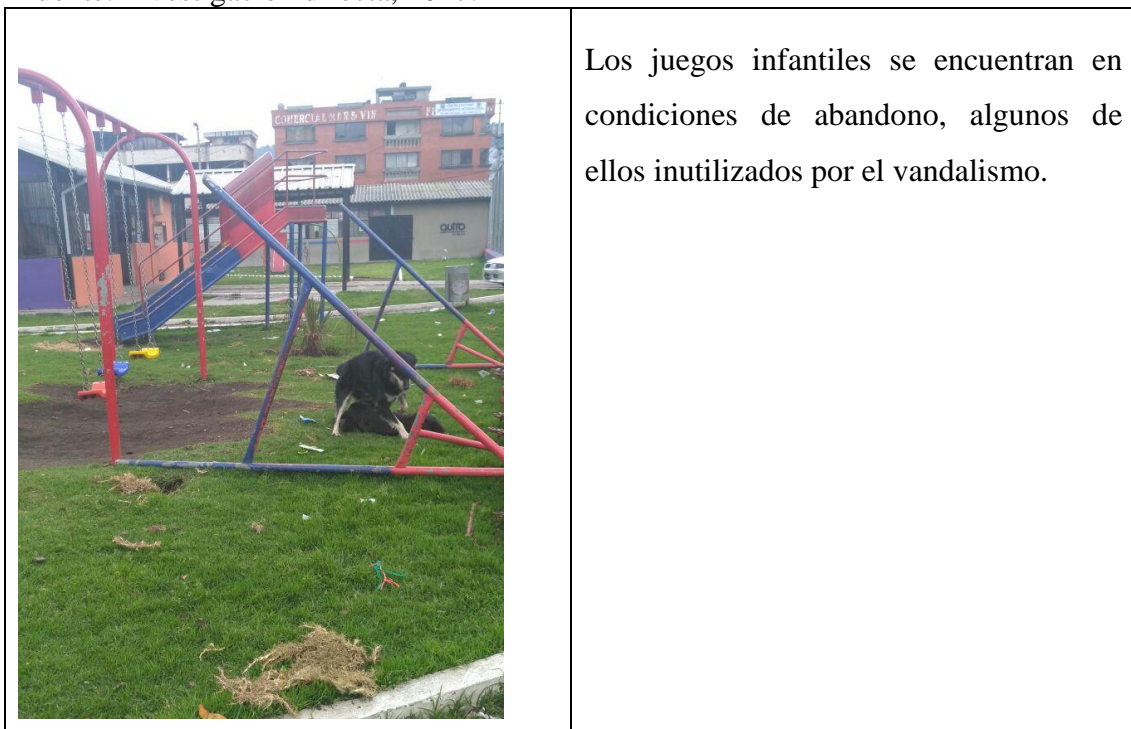 Los juegos infantiles se encuentran en
condiciones de abandono, algunos de
ellos inutilizados por el vandalismo.
COMERCIAL MAR & VIN
QUITO